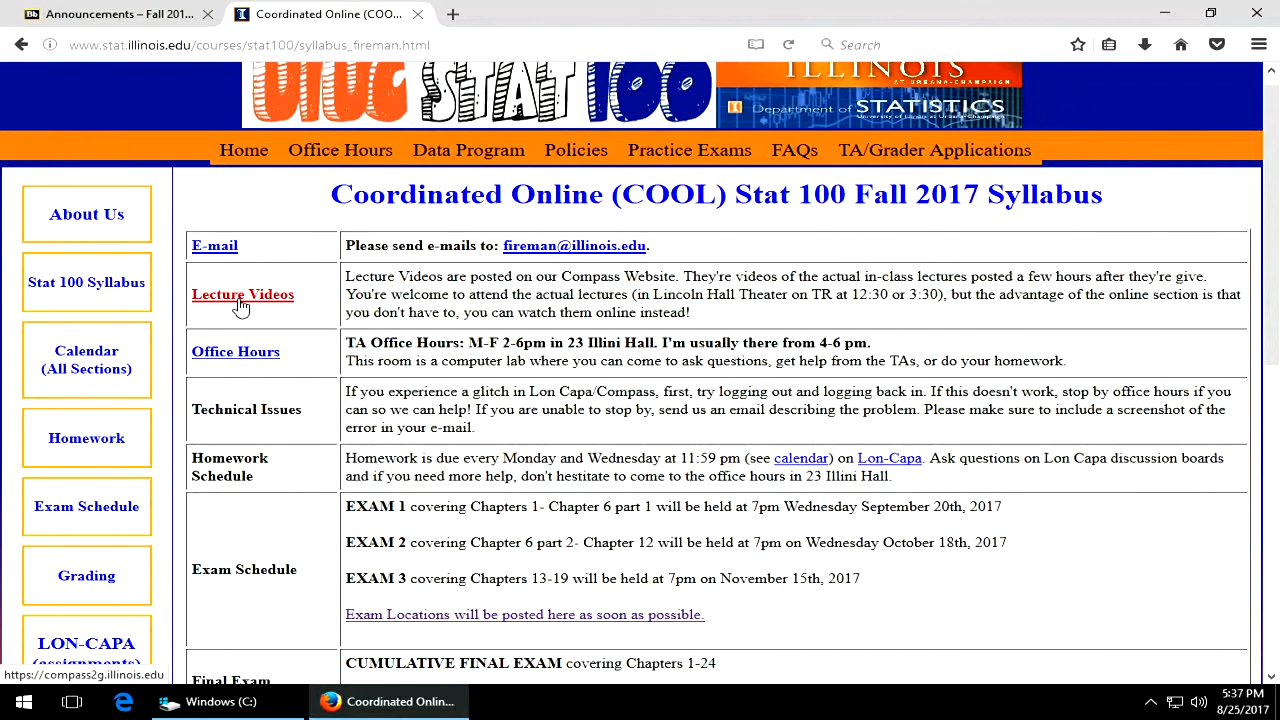 Bb Announcements – Fall 201...
Coordinated Online (COO...
www.stat.illinois.edu/courses/stat100/syllabus_fireman.html
Search
UIUC STAT 100
ILLINOIS
AT URBANA-CHAMPAIGN
Department of STATISTICS
University of Illinois at Urbana-Champaign
Home Office Hours Data Program Policies Practice Exams FAQs TA/Grader Applications
About Us
Stat 100 Syllabus
Calendar
(All Sections)
Homework
Exam Schedule
Grading
LON-CAPA
(assignments)
Coordinated Online (COOL) Stat 100 Fall 2017 Syllabus
E-mail
Please send e-mails to: fireman@illinois.edu.
Lecture Videos
Lecture Videos are posted on our Compass Website. They're videos of the actual in-class lectures posted a few hours after they're give.
You're welcome to attend the actual lectures (in Lincoln Hall Theater on TR at 12:30 or 3:30), but the advantage of the online section is that
you don't have to, you can watch them online instead!
Office Hours
TA Office Hours: M-F 2-6pm in 23 Illini Hall. I'm usually there from 4-6 pm.
This room is a computer lab where you can come to ask questions, get help from the TAs, or do your homework.
Technical Issues
If you experience a glitch in Lon Capa/Compass, first, try logging out and logging back in. If this doesn't work, stop by office hours if you
can so we can help! If you are unable to stop by, send us an email describing the problem. Please make sure to include a screenshot of the
error in your e-mail.
Homework
Schedule
Homework is due every Monday and Wednesday at 11:59 pm (see calendar) on Lon-Capa. Ask questions on Lon Capa discussion boards
and if you need more help, don't hestitate to come to the office hours in 23 Illini Hall.
Exam Schedule
EXAM 1 covering Chapters 1- Chapter 6 part 1 will be held at 7pm Wednesday September 20th, 2017
EXAM 2 covering Chapter 6 part 2- Chapter 12 will be held at 7pm on Wednesday October 18th, 2017
EXAM 3 covering Chapters 13-19 will be held at 7pm on November 15th, 2017
Exam Locations will be posted here as soon as possible.
Final Exam
CUMULATIVE FINAL EXAM covering Chapters 1-24
https://compass2g.illinois.edu
Windows (C:)
Coordinated Onlin...
5:37 PM
8/25/2017